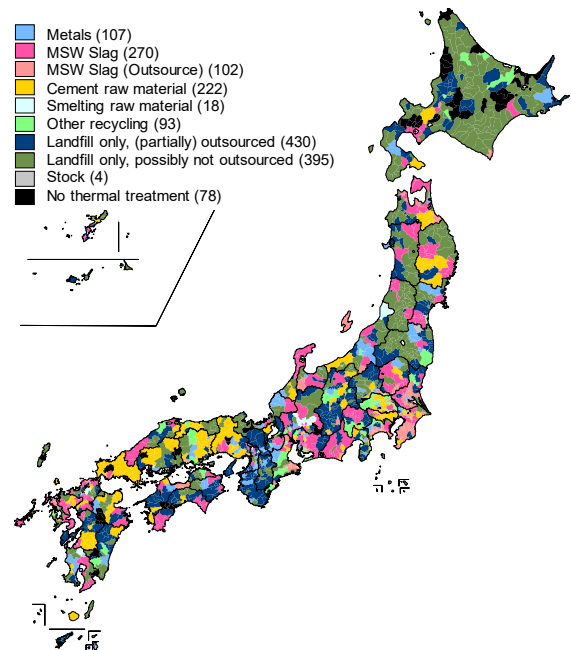 Metals (107)
MSW Slag (270)
MSW Slag (Outsource) (102)
Cement raw material (222)
Smelting raw material (18)
Other recycling (93)
Landfill only, (partially) outsourced (430)
Landfill only, possibly not outsourced (395)
Stock (4)
No thermal treatment (78)